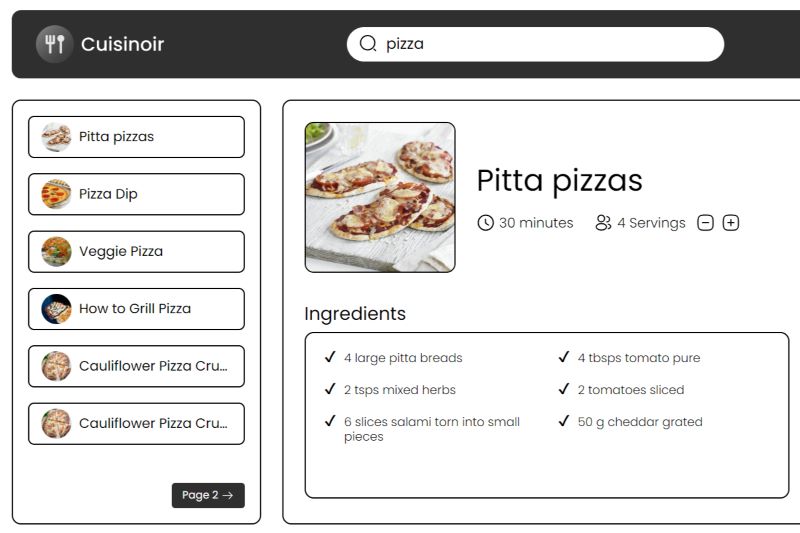 Cuisinoir
pizza
Pitta pizzas
Pizza Dip
Veggie Pizza
How to Grill Pizza
Cauliflower Pizza Cru...
Cauliflower Pizza Cru...
Page 2 →
Pitta pizzas
30 minutes
4 Servings
Ingredients
4 large pitta breads
4 tbsps tomato pure
2 tsps mixed herbs
2 tomatoes sliced
6 slices salami torn into small
pieces
50 g cheddar grated